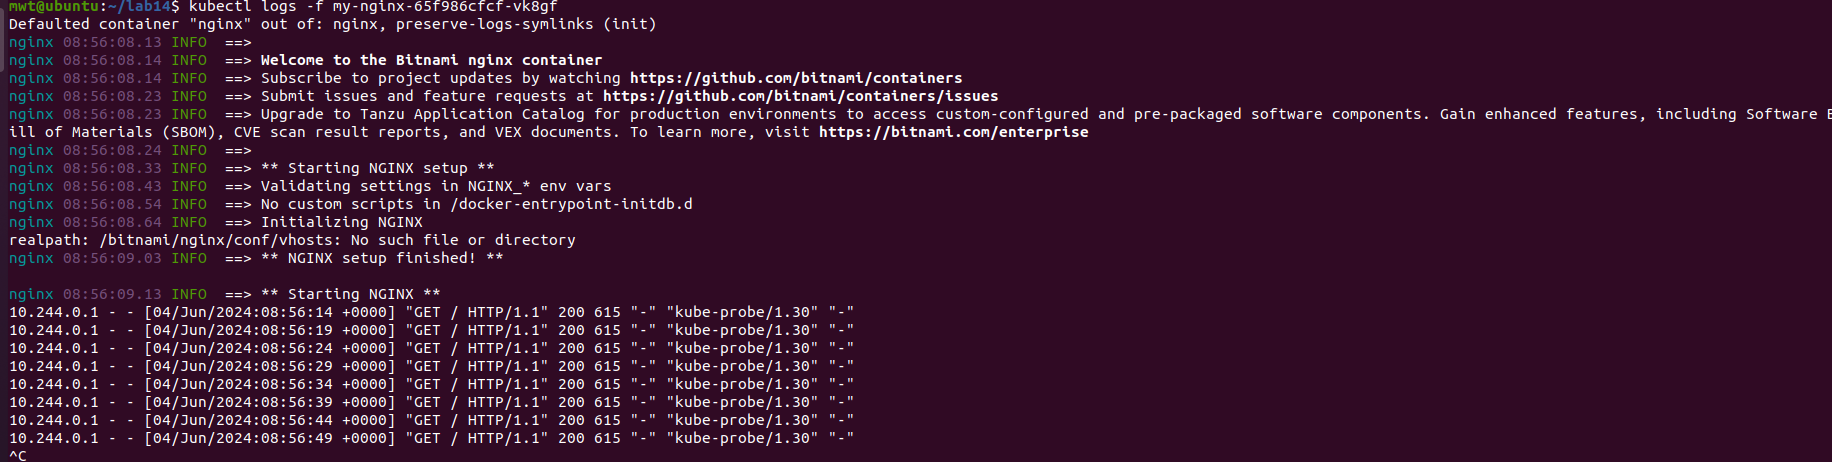 mwt@ubuntu:~/lab14$ kubectl logs -f my-nginx-65f986cfcf-vk8gf
Defaulted container "nginx" out of: nginx, preserve-logs-symlinks (init)
nginx 08:56:08.13 INFO  ==>
nginx 08:56:08.14 INFO  ==> Welcome to the Bitnami nginx container
nginx 08:56:08.14 INFO  ==> Subscribe to project updates by watching https://github.com/bitnami/containers
nginx 08:56:08.23 INFO  ==> Submit issues and feature requests at https://github.com/bitnami/containers/issues
nginx 08:56:08.23 INFO  ==> Upgrade to Tanzu Application Catalog for production environments to access custom-configured and pre-packaged software components. Gain enhanced features, including Software B
ill of Materials (SBOM), CVE scan result reports, and VEX documents. To learn more, visit https://bitnami.com/enterprise
nginx 08:56:08.24 INFO  ==>
nginx 08:56:08.33 INFO  ==> ** Starting NGINX setup **
nginx 08:56:08.43 INFO  ==> Validating settings in NGINX_* env vars
nginx 08:56:08.54 INFO  ==> No custom scripts in /docker-entrypoint-initdb.d
nginx 08:56:08.64 INFO  ==> Initializing NGINX
realpath: /bitnami/nginx/conf/vhosts: No such file or directory
nginx 08:56:09.03 INFO  ==> ** NGINX setup finished! **
nginx 08:56:09.13 INFO  ==> ** Starting NGINX **
10.244.0.1 - - [04/Jun/2024:08:56:14 +0000] "GET / HTTP/1.1" 200 615 "-" "kube-probe/1.30" "-"
10.244.0.1 - - [04/Jun/2024:08:56:19 +0000] "GET / HTTP/1.1" 200 615 "-" "kube-probe/1.30" "-"
10.244.0.1 - - [04/Jun/2024:08:56:24 +0000] "GET / HTTP/1.1" 200 615 "-" "kube-probe/1.30" "-"
10.244.0.1 - - [04/Jun/2024:08:56:29 +0000] "GET / HTTP/1.1" 200 615 "-" "kube-probe/1.30" "-"
10.244.0.1 - - [04/Jun/2024:08:56:34 +0000] "GET / HTTP/1.1" 200 615 "-" "kube-probe/1.30" "-"
10.244.0.1 - - [04/Jun/2024:08:56:39 +0000] "GET / HTTP/1.1" 200 615 "-" "kube-probe/1.30" "-"
10.244.0.1 - - [04/Jun/2024:08:56:44 +0000] "GET / HTTP/1.1" 200 615 "-" "kube-probe/1.30" "-"
10.244.0.1 - - [04/Jun/2024:08:56:49 +0000] "GET / HTTP/1.1" 200 615 "-" "kube-probe/1.30" "-"
^C